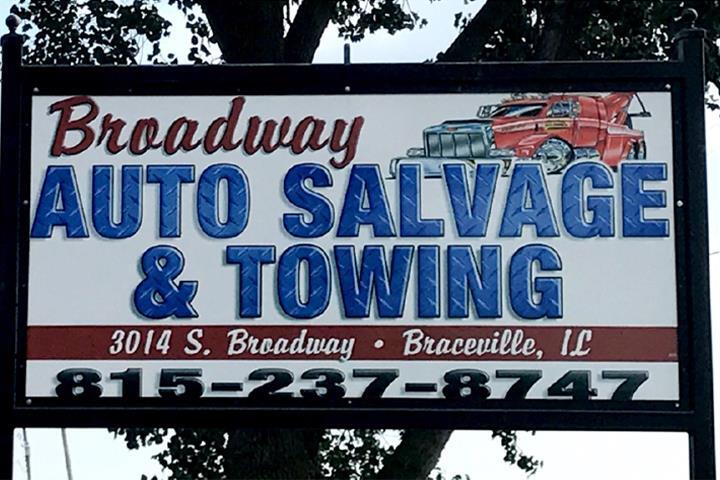 Broadway
AUTO SALVAGE
& TOWING
3014 S. Broadway • Braceville, IL
815-237-8747